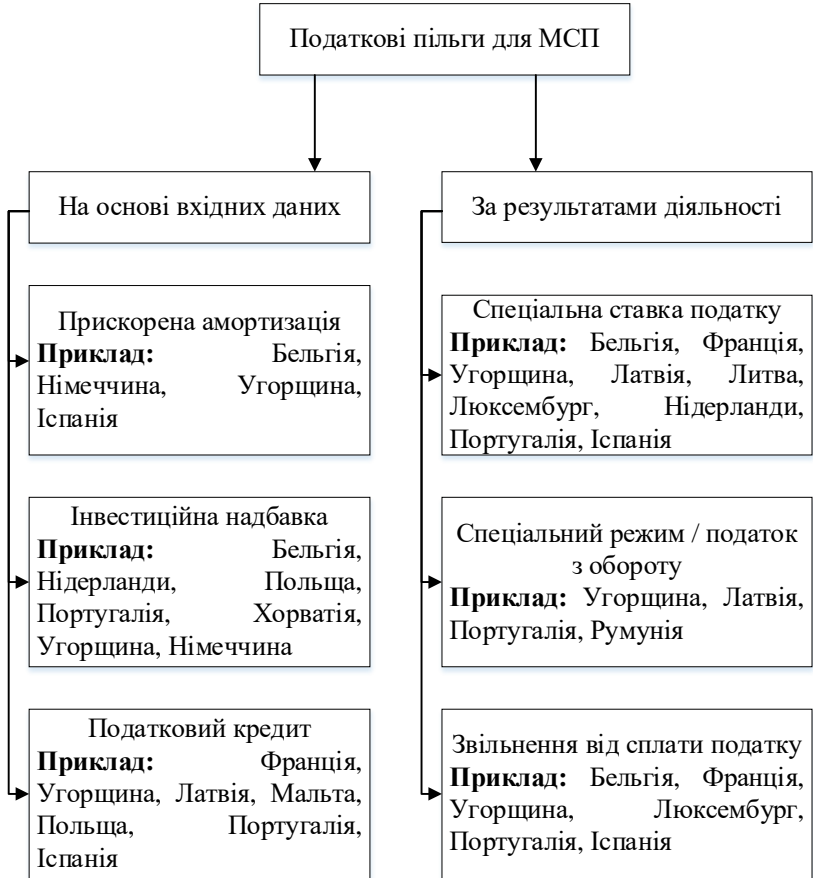 Податкові пільги для МСП
На основі вхідних даних
Прискорена амортизація
Приклад: Бельгія,
Німеччина, Угорщина,
Іспанія
Інвестиційна надбавка
Приклад: Бельгія,
Нідерланди, Польща,
Португалія, Хорватія,
Угорщина, Німеччина
Податковий кредит
Приклад: Франція,
Угорщина, Латвія, Мальта,
Польща, Португалія,
Іспанія
За результатами діяльності
Спеціальна ставка податку
Приклад: Бельгія, Франція,
Угорщина, Латвія, Литва,
Люксембург, Нідерланди,
Португалія, Іспанія
Спеціальний режим / податок
з обороту
Приклад: Угорщина, Латвія,
Португалія, Румунія
Звільнення від сплати податку
Приклад: Бельгія, Франція,
Угорщина, Люксембург,
Португалія, Іспанія